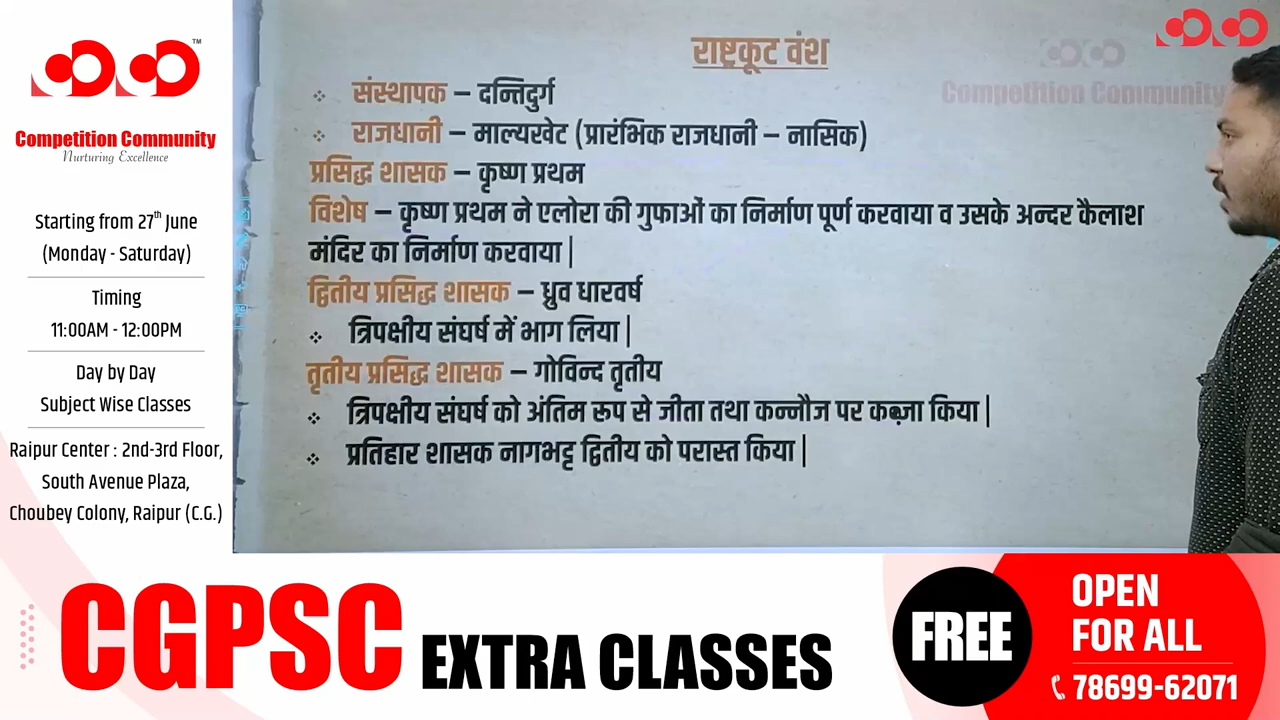 TM
Competition Community
Nurturing Excellence
Starting from 27th June
(Monday - Saturday)
Timing
11:00AM - 12:00PM
Day by Day
Subject Wise Classes
Raipur Center : 2nd-3rd Floor,
South Avenue Plaza,
Choubey Colony, Raipur (C.G.)
राष्ट्रकूट वंश
Competition Community
संस्थापक – दन्तिदुर्ग
राजधानी – माल्यखेट (प्रारंभिक राजधानी – नासिक)
प्रसिद्ध शासक – कृष्ण प्रथम
विशेष – कृष्ण प्रथम ने एलोरा की गुफाओं का निर्माण पूर्ण करवाया व उसके अन्दर कैलाश
मंदिर का निर्माण करवाया|
द्वितीय प्रसिद्ध शासक – ध्रुव धारवर्ष
त्रिपक्षीय संघर्ष में भाग लिया|
तृतीय प्रसिद्ध शासक – गोविन्द तृतीय
त्रिपक्षीय संघर्ष को अंतिम रूप से जीता तथा कन्नौज पर कब्ज़ा किया|
प्रतिहार शासक नागभट्ट द्वितीय को परास्त किया|
CGPSC EXTRA CLASSES
FREE
OPEN
FOR ALL
78699-62071